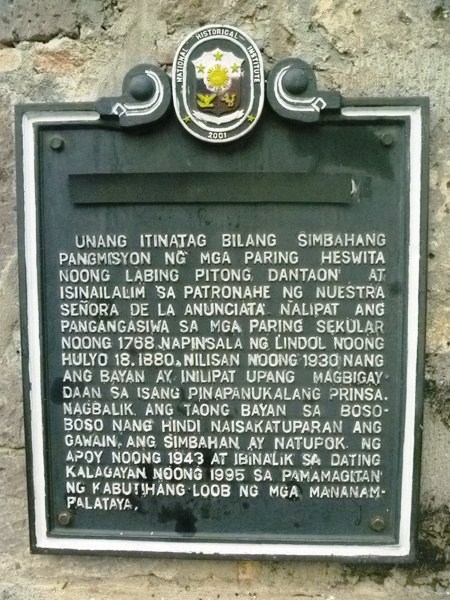 NATIONAL HISTORICAL INSTITUTE
2001
UNANG ITINATAG BILANG SIMBAHANG
PANGMISYON NG MGA PARING HESWITA
NOONG LABING PITONG DANTAON AT
ISINAILALIM SA PATRONAHE NG NUESTRA
SEÑORA DE LA ANUNCIATA. NALIPAT ANG
PANGANGASIWA SA MGA PARING SEKULAR
NOONG 1768. NAPINSALA NG LINDOL NOONG
HULYO 18, 1880. NILISAN NOONG 1930 NANG
ANG BAYAN AY INILIPAT UPANG MAGBIGAY
DAAN SA ISANG PINAPANUKALANG PRINSA.
NAGBALIK ANG TAONG BAYAN SA BOSO-
BOSO NANG HINDI NAISAKATUPARAN ANG
GAWAIN. ANG SIMBAHAN AY NATUPOK NG
APOY NOONG 1943 AT IBINALIK SA DATING
KALAGAYAN NOONG 1995 SA PAMAMAGITAN
NG KABUTIHANG LOOB NG MGA MANANAM-
PALATAYA.